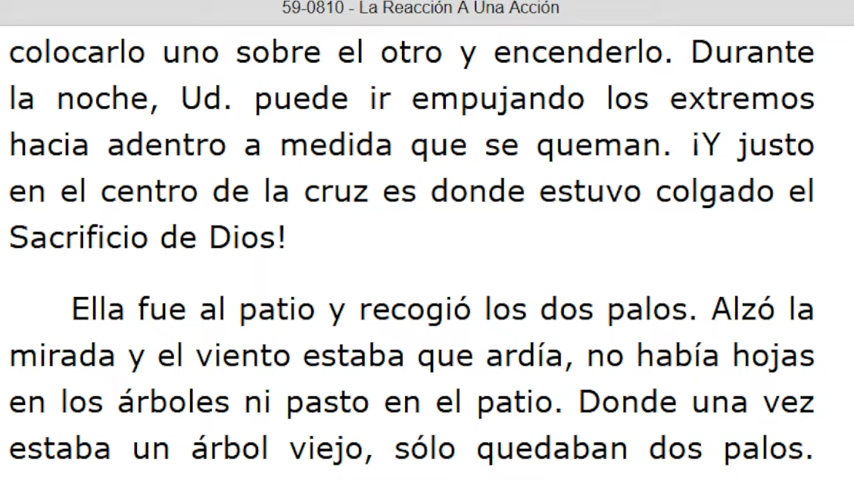 59-0810 - La Reacción A Una Acción
colocarlo uno sobre el otro y encenderlo. Durante
la noche, Ud. puede ir empujando los extremos
hacia adentro a medida que se queman. ¡Y justo
en el centro de la cruz es donde estuvo colgado el
Sacrificio de Dios!
Ella fue al patio y recogió los dos palos. Alzó la
mirada y el viento estaba que ardía, no había hojas
en los árboles ni pasto en el patio. Donde una vez
estaba un árbol viejo, sólo quedaban dos palos.